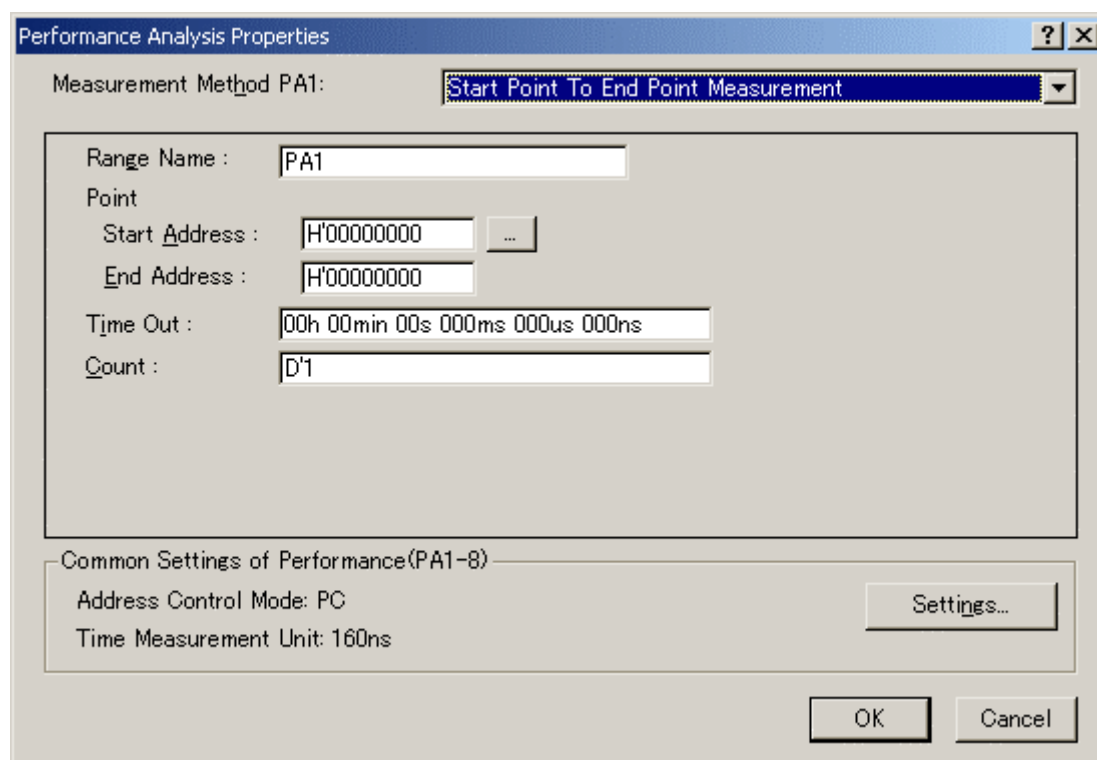 Performance Analysis Properties
Measurement Method PA1: Start Point To End Point Measurement
Range Name : PA1
Point
Start Address : H'00000000 ...
End Address : H'00000000
Time Out : 00h 00min 00s 000ms 000us 000ns
Count : D'1
Common Settings of Performance(PA1-8)
Address Control Mode: PC
Settings...
Time Measurement Unit: 160ns
OK Cancel